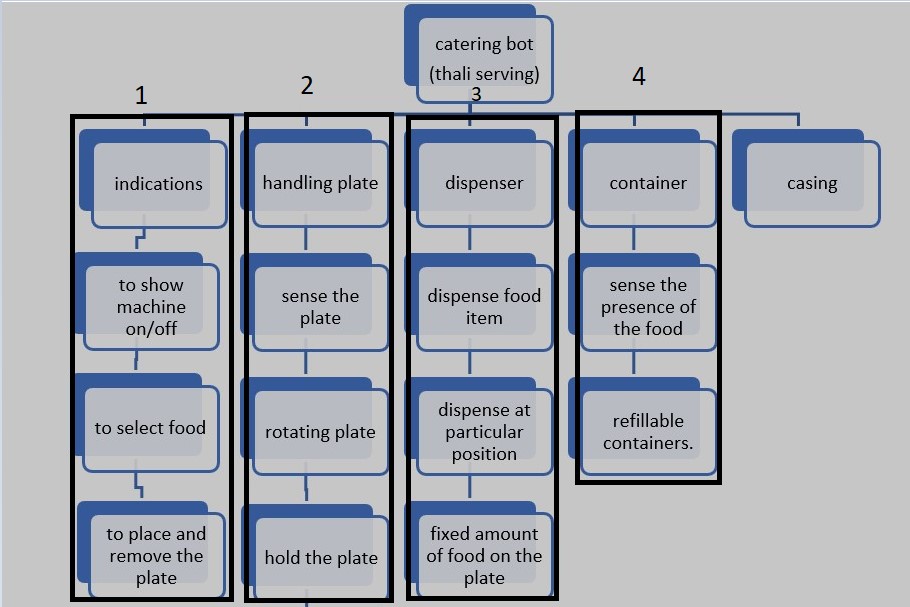 catering bot
(thali serving)
1
2
3
4
indications
to show
machine
on/off
to select food
to place and
remove the
plate
handling plate
sense the
plate
rotating plate
hold the plate
dispenser
dispense food
item
dispense at
particular
position
fixed amount
of food on the
plate
container
sense the
presence of
the food
refillable
containers.
casing